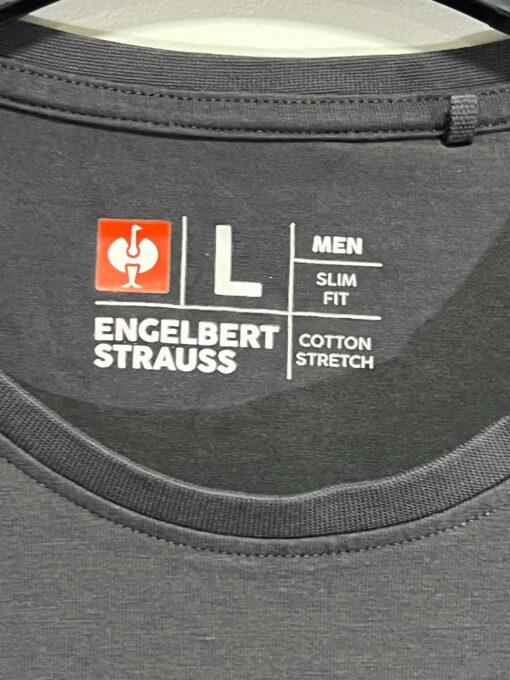 L
MEN
SLIM
FIT
ENGELBERT
STRAUSS
COTTON
STRETCH